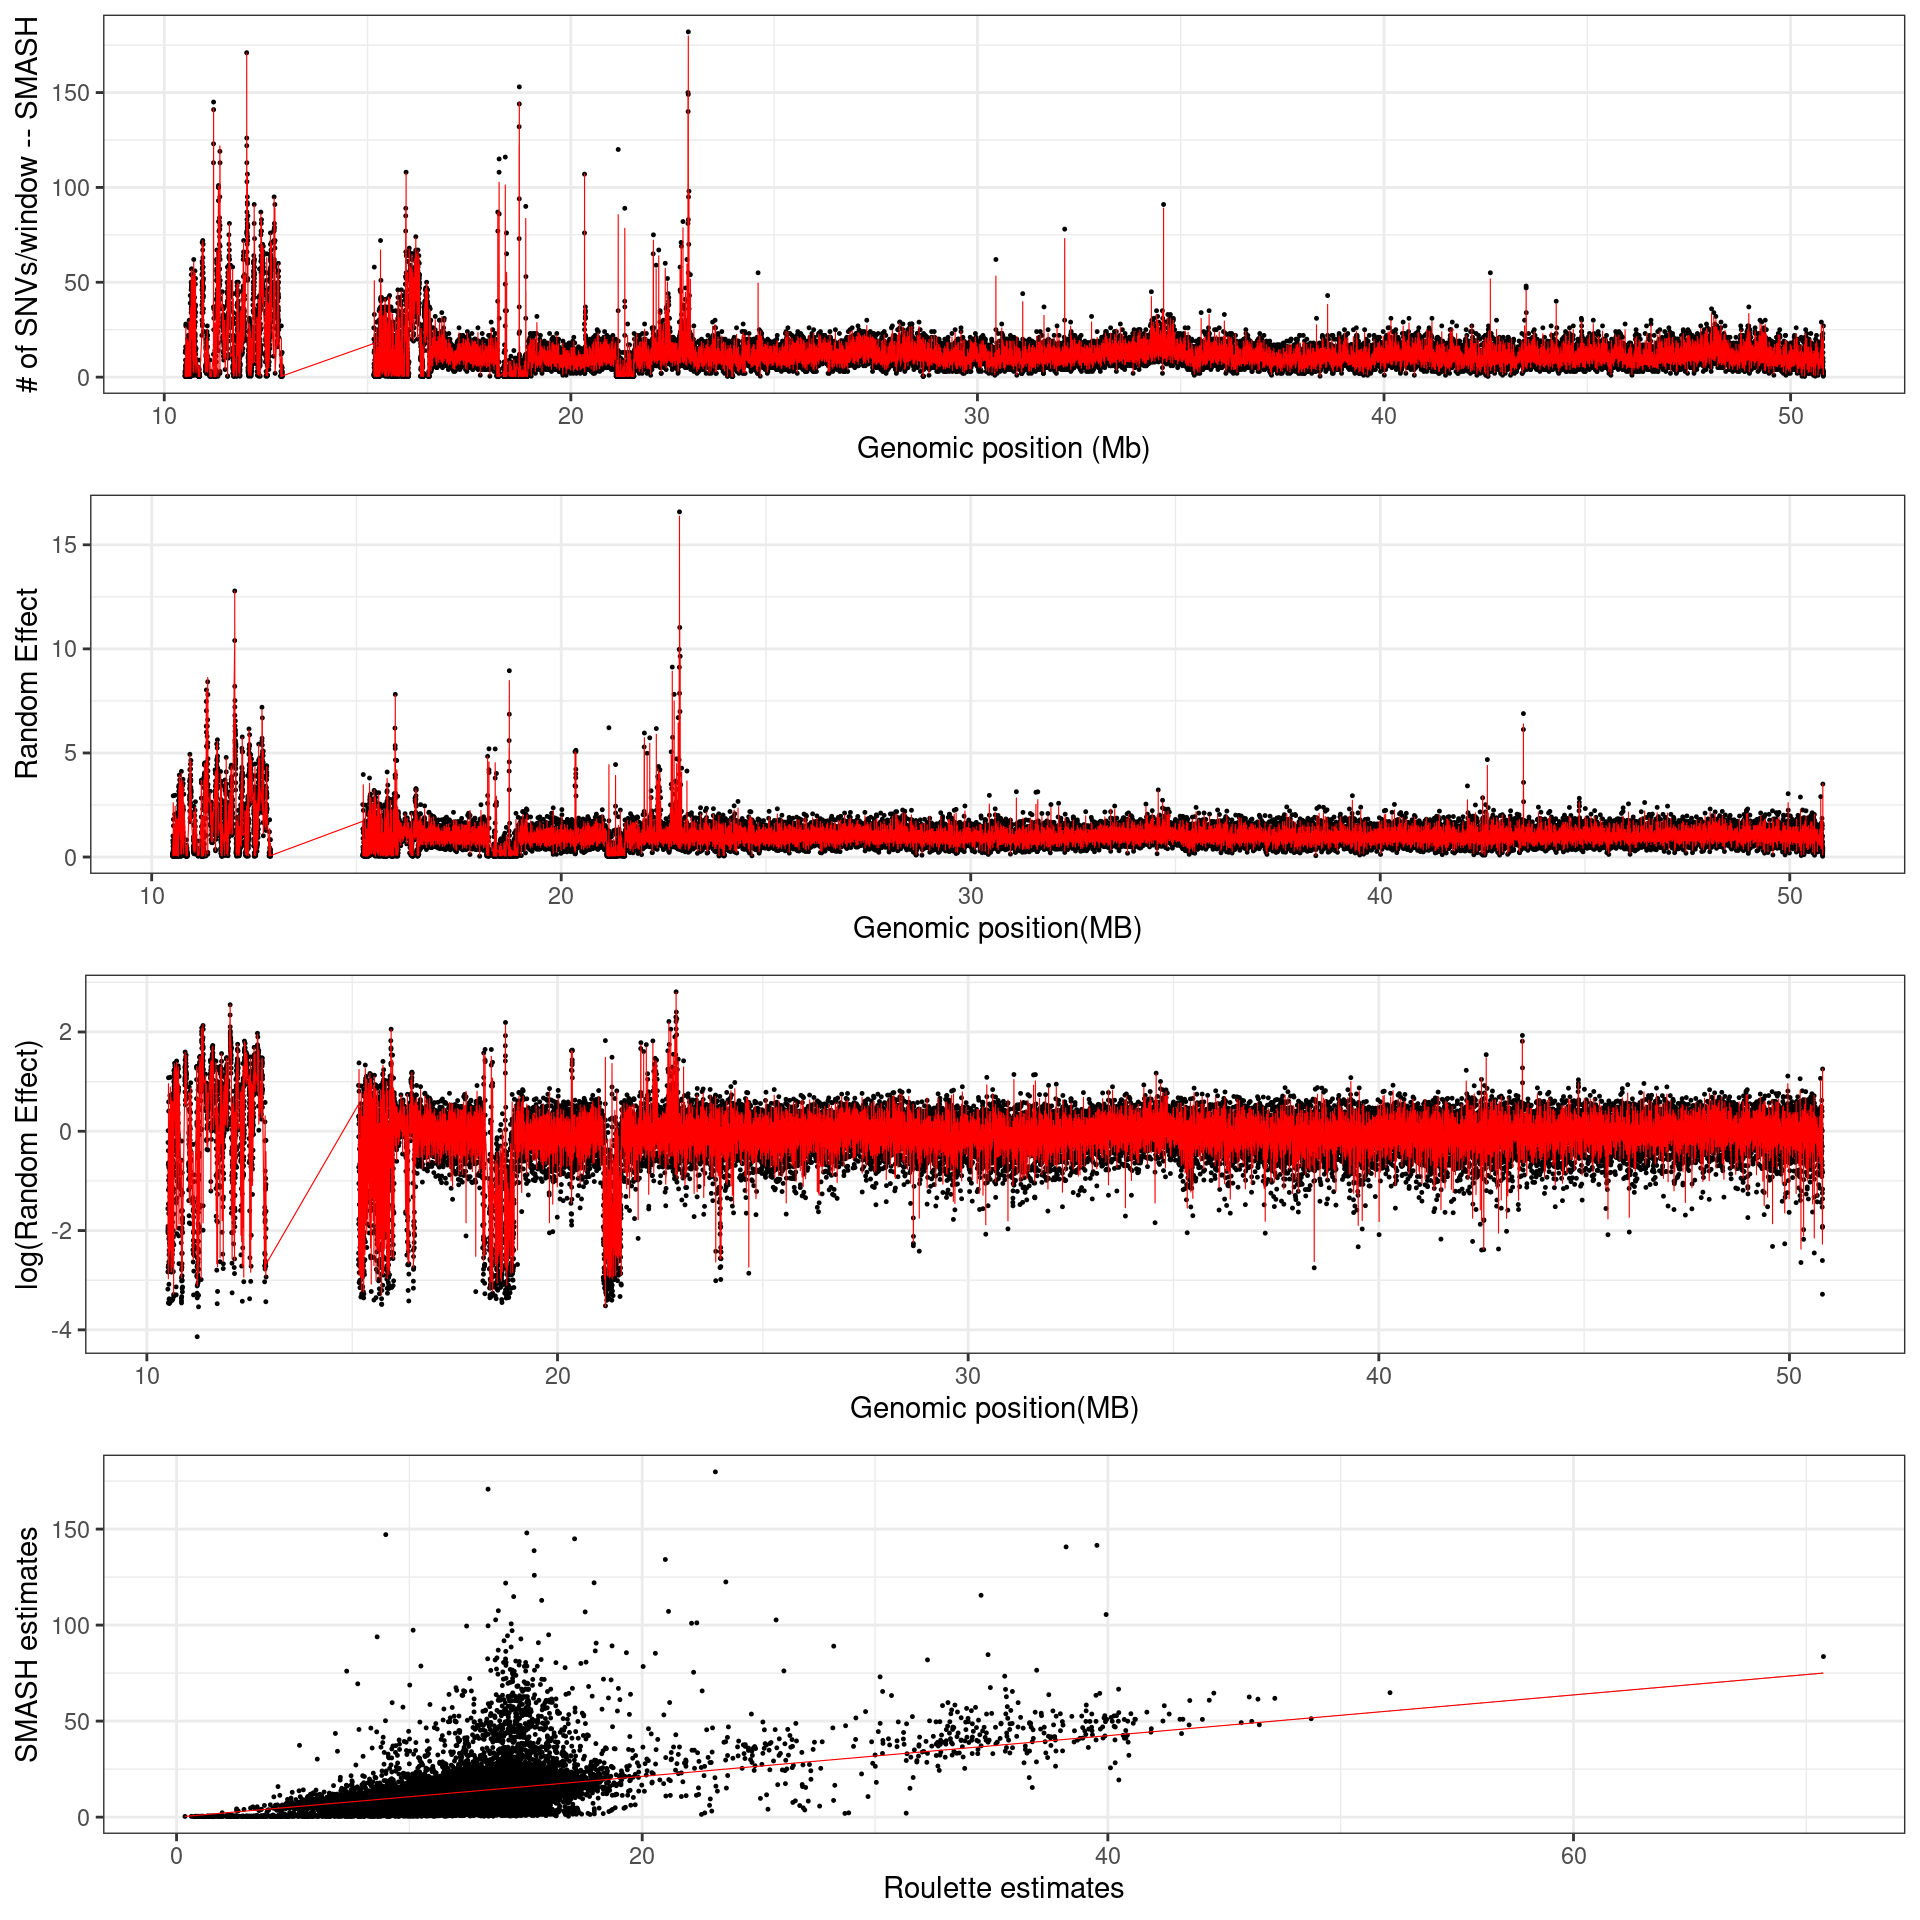 # of SNVs/window -- SMASH
150
100
50
0
10 20 30 40 50
Genomic position (Mb)
Random Effect
15
10
5
0
10 20 30 40 50
Genomic position(MB)
log(Random Effect)
2
0
-2
-4
10 20 30 40 50
Genomic position(MB)
SMASH estimates
150
100
50
0
0 20 40 60
Roulette estimates